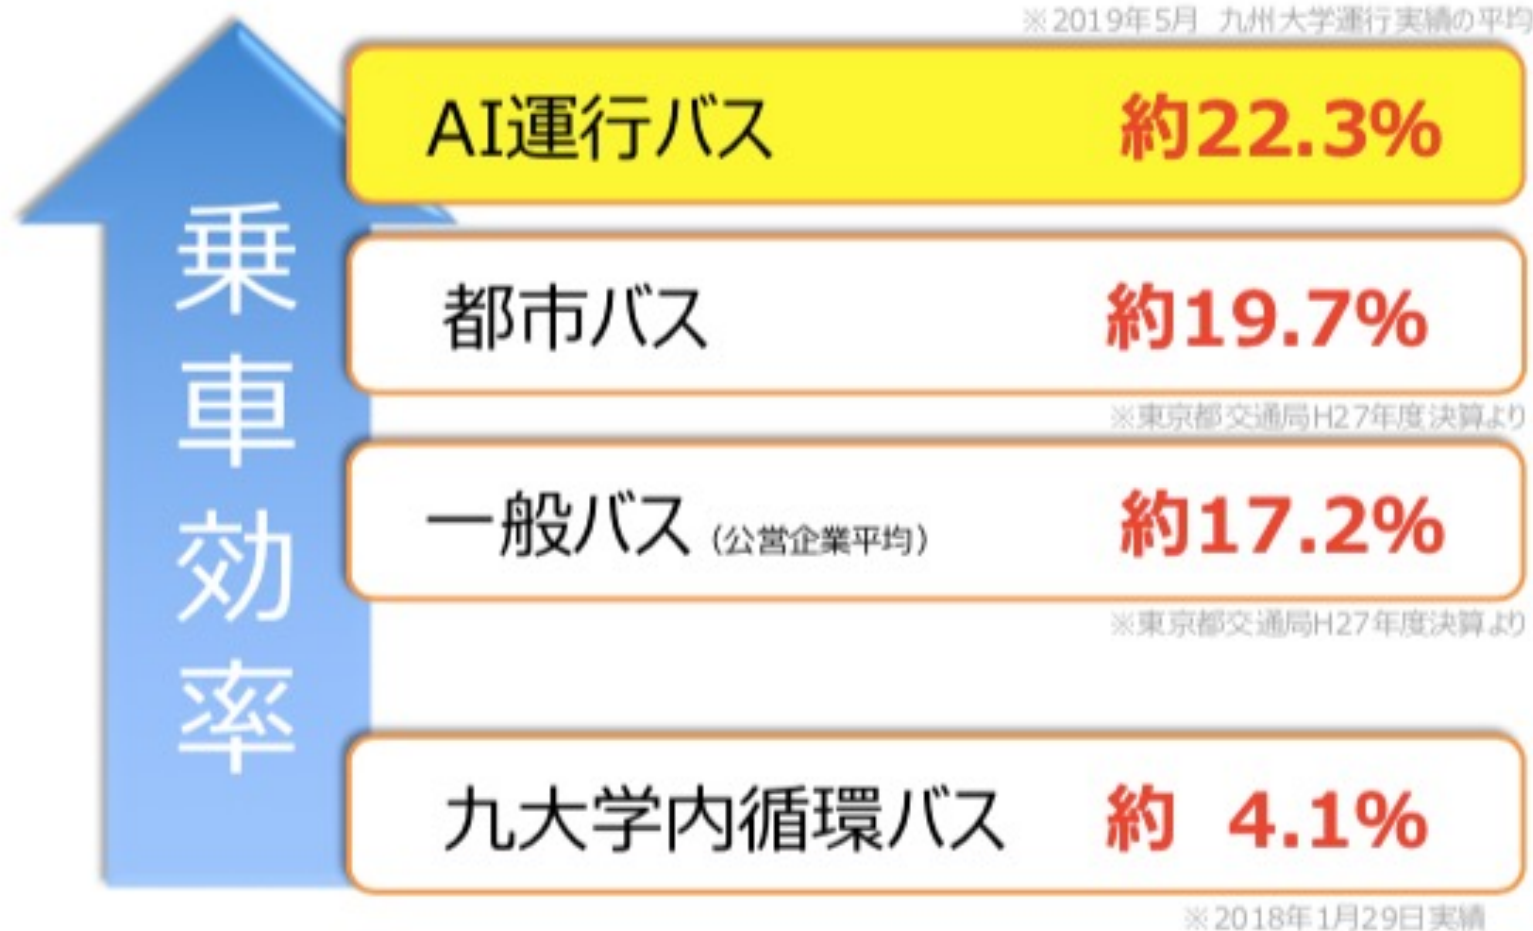 ※2019年5月 九州大学運行実績の平均
乗車効率
AI運行バス 約22.3%
都市バス 約19.7%
※東京都交通局H27年度決算より
一般バス(公営企業平均) 約17.2%
※東京都交通局H27年度決算より
九大学内循環バス 約 4.1%
※2018年1月29日実績